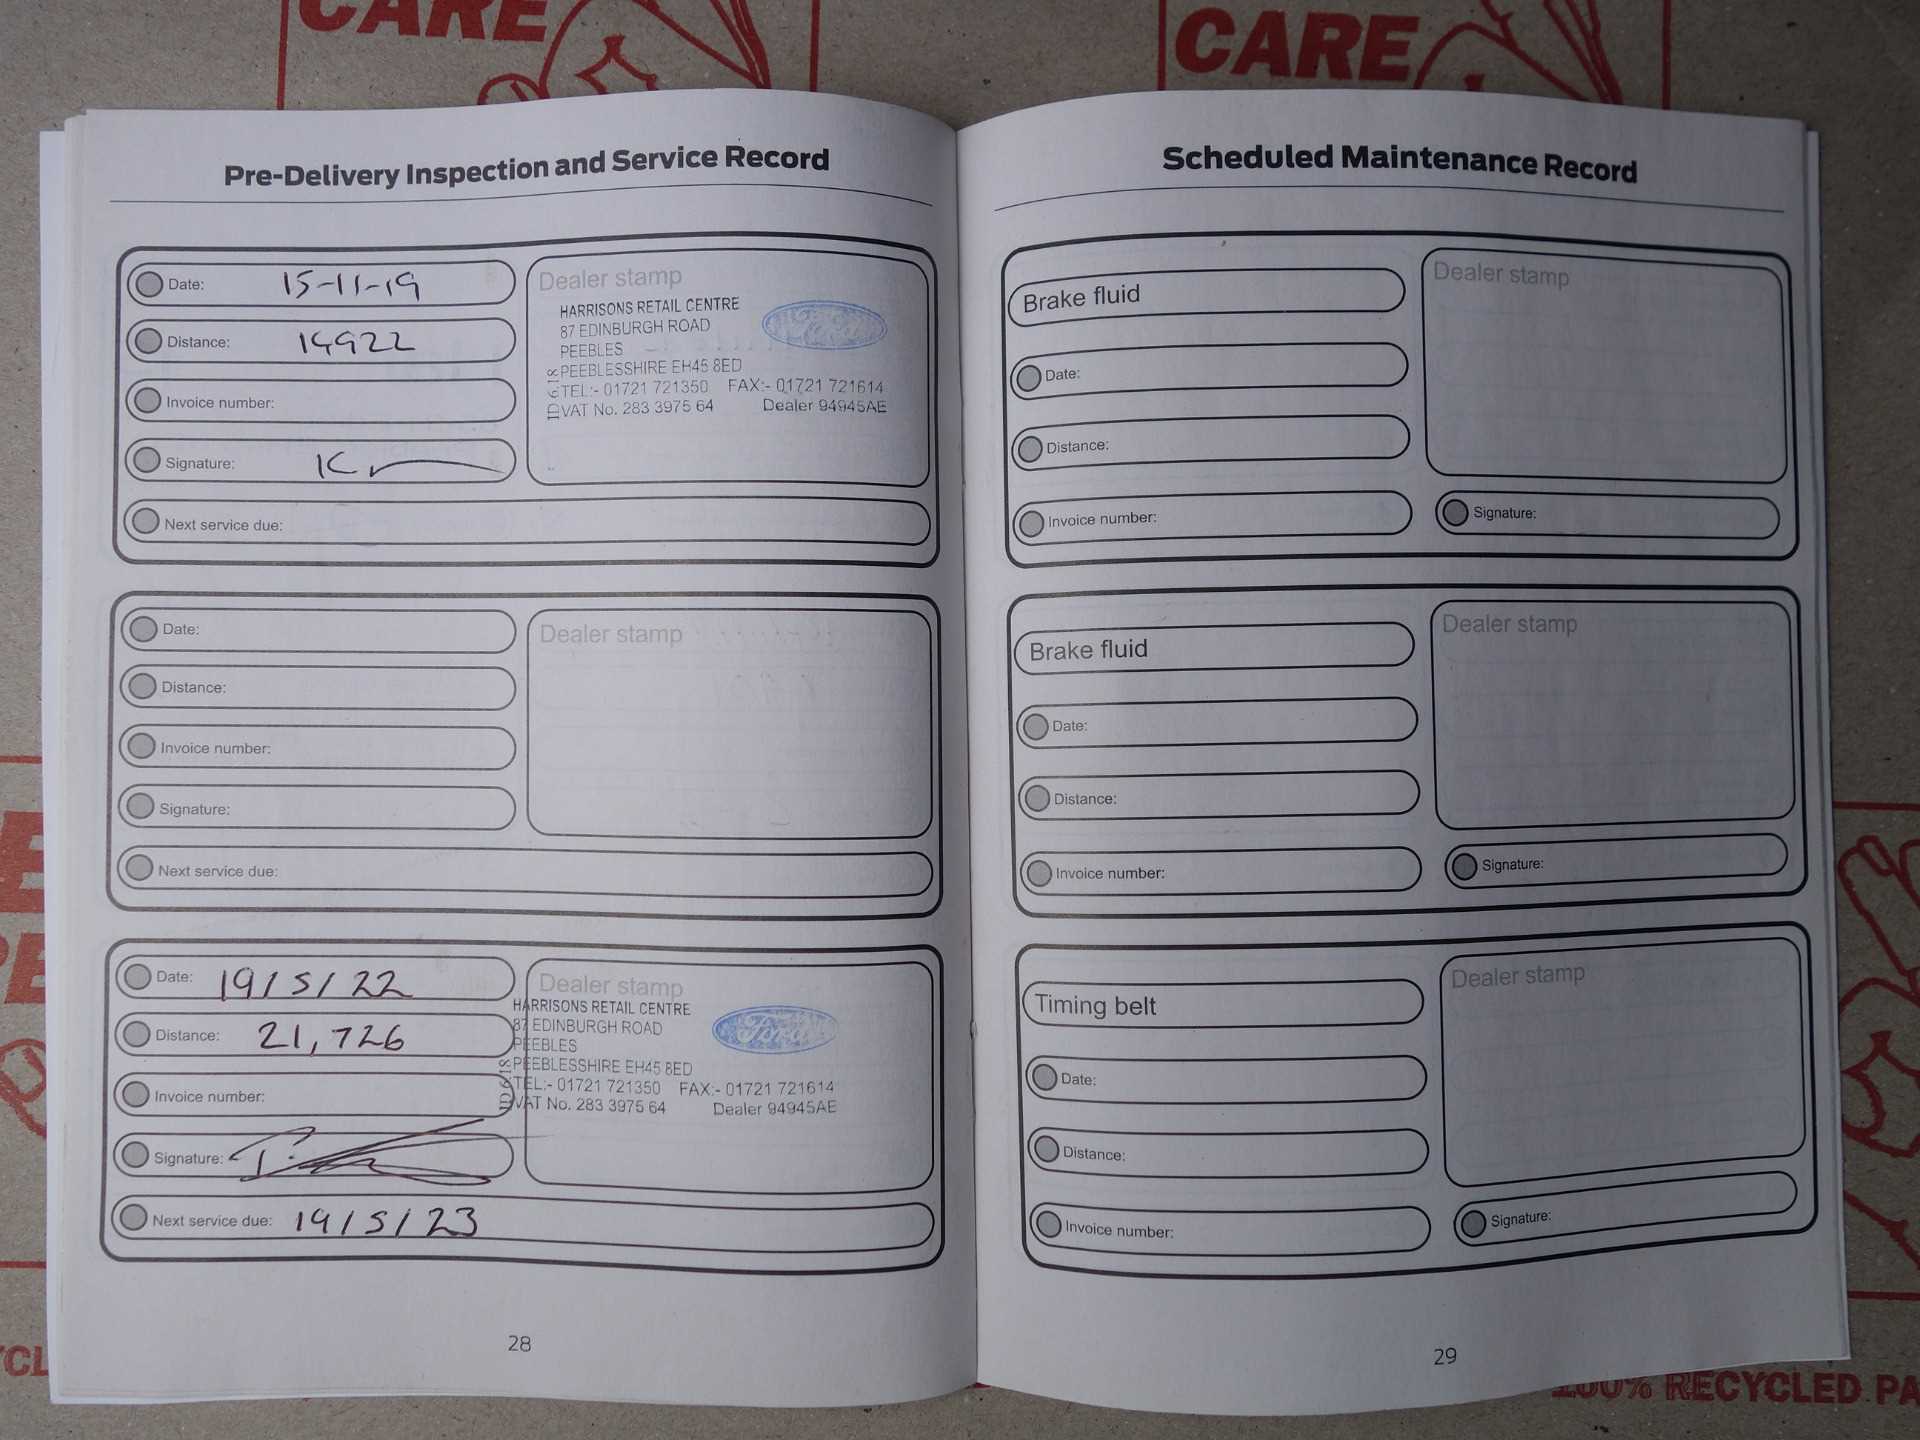 CARE
CARE
Pre-Delivery Inspection and Service Record
Date: 15-11-19
Distance: 14922
Invoice number:
Signature:
Next service due:
Dealer stamp
HARRISONS RETAIL CENTRE
87 EDINBURGH ROAD
PEEBLES
PEEBLESSHIRE EH45 8ED
TEL:- 01721 721350 FAX:- 01721 721614
VAT No. 283 3975 64 Dealer 94945AE
ID618
Ford
Date:
Distance:
Invoice number:
Signature:
Next service due:
Dealer stamp
Date: 19/5/22
Distance: 21,726
Invoice number:
Signature:
Next service due: 19/5/23
Dealer stamp
HARRISONS RETAIL CENTRE
87 EDINBURGH ROAD
PEEBLES
PEEBLESSHIRE EH45 8ED
TEL:- 01721 721350 FAX:- 01721 721614
VAT No. 283 3975 64 Dealer 94945AE
ID618
Ford
28
Scheduled Maintenance Record
Brake fluid
Date:
Distance:
Invoice number:
Dealer stamp
Signature:
Brake fluid
Date:
Distance:
Invoice number:
Dealer stamp
Signature:
Timing belt
Date:
Distance:
Invoice number:
Dealer stamp
Signature:
29
100% RECYCLED PA